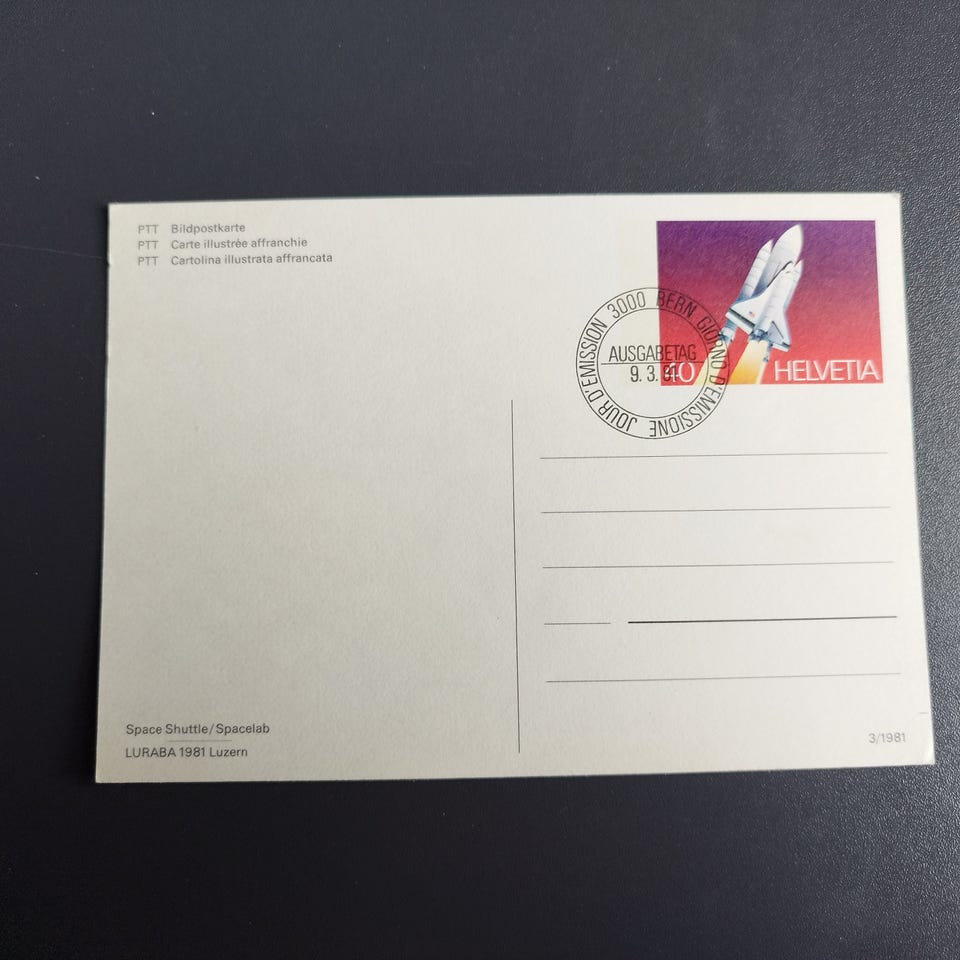 PTT Bildpostkarte
PTT Carte illustrée affranchie
PTT Cartolina illustrata affrancata
JOUR D'EMISSION 3000 BERN GIORNO D'EMISSIONE
AUSGABETAG
9. 3. 81
40 HELVETIA
Space Shuttle/Spacelab
LURABA 1981 Luzern
3/1981